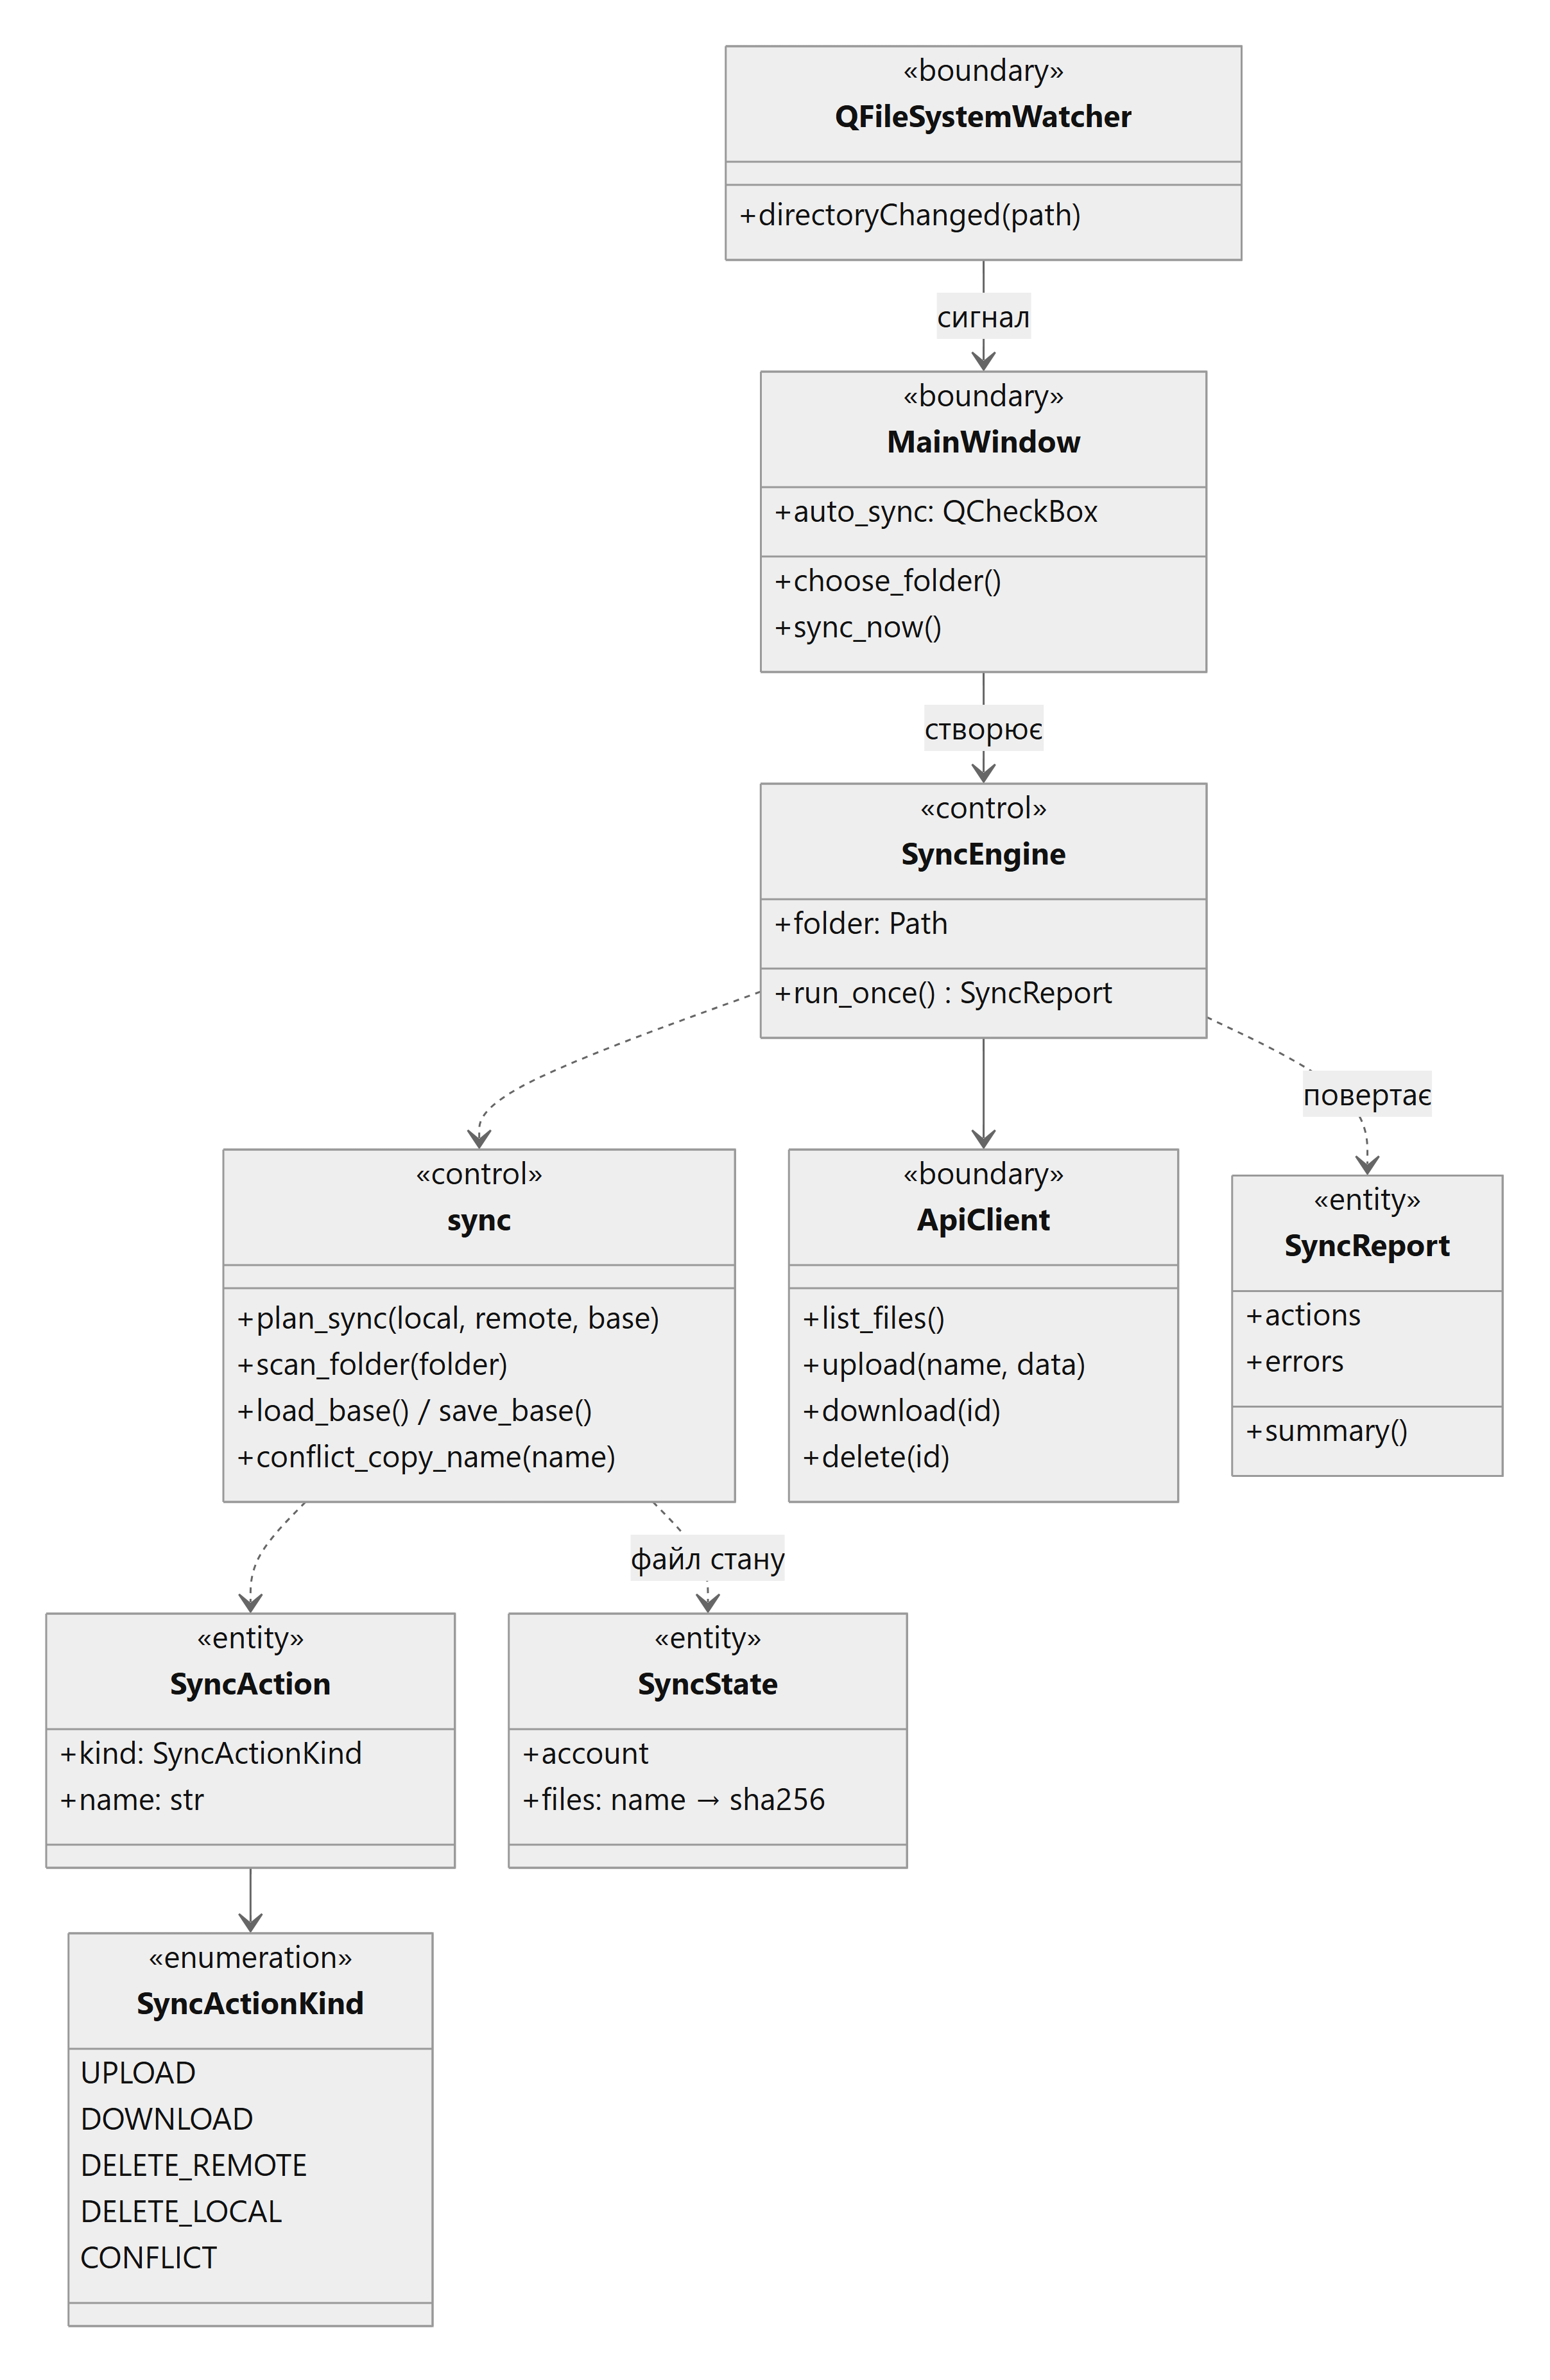 «boundary»
QFileSystemWatcher
+directoryChanged(path)
сигнал
«boundary»
MainWindow
+auto_sync: QCheckBox
+choose_folder()
+sync_now()
створює
«control»
SyncEngine
+folder: Path
+run_once() : SyncReport
повертає
«control»
sync
+plan_sync(local, remote, base)
+scan_folder(folder)
+load_base() / save_base()
+conflict_copy_name(name)
«boundary»
ApiClient
+list_files()
+upload(name, data)
+download(id)
+delete(id)
«entity»
SyncReport
+actions
+errors
+summary()
файл стану
«entity»
SyncAction
+kind: SyncActionKind
+name: str
«entity»
SyncState
+account
+files: name → sha256
«enumeration»
SyncActionKind
UPLOAD
DOWNLOAD
DELETE_REMOTE
DELETE_LOCAL
CONFLICT